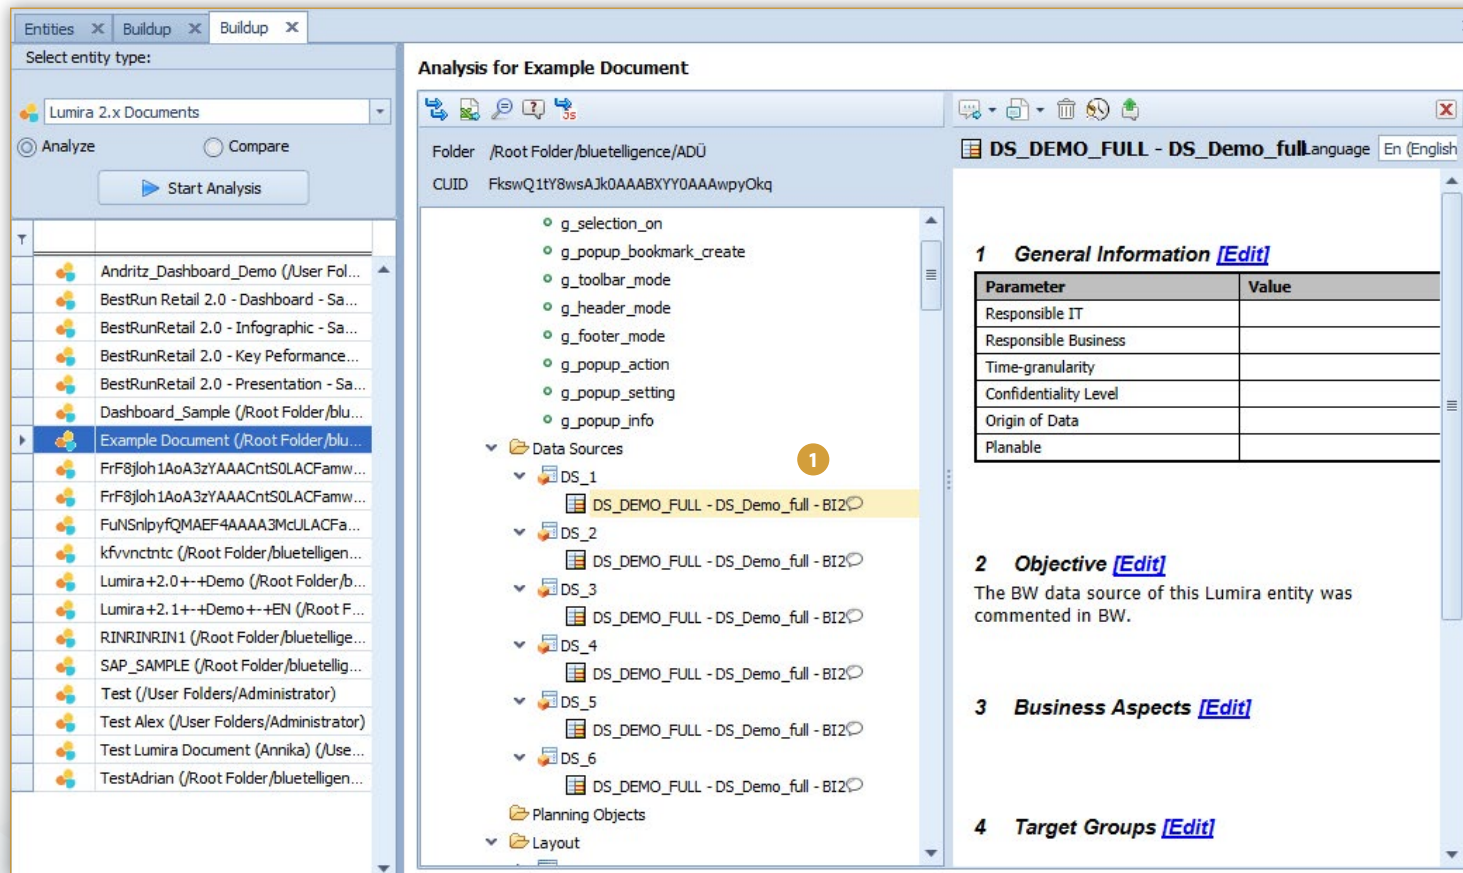 Entities
Buildup
Buildup
Select entity type:
Lumira 2.x Documents
Analyze
Compare
Start Analysis
Andritz_Dashboard_Demo (/User Fol...
BestRun Retail 2.0 - Dashboard - Sa...
BestRunRetail 2.0 - Infographic - Sa...
BestRunRetail 2.0 - Key Peformance...
BestRunRetail 2.0 - Presentation - Sa...
Dashboard_Sample (/Root Folder/blu...
Example Document (/Root Folder/blu...
FrF8jloh1AoA3zYAAACntS0LACFamw...
FrF8jloh1AoA3zYAAACntS0LACFamw...
FuNSnlpyfQMAEF4AAAA3McULACFa...
kfvvnctntc (/Root Folder/bluetelligen...
Lumira+2.0+-+Demo (/Root Folder/b...
Lumira+2.1+-+Demo+-+EN (/Root F...
RINRINRIN1 (/Root Folder/bluetellige...
SAP_SAMPLE (/Root Folder/bluetellig...
Test (/User Folders/Administrator)
Test Alex (/User Folders/Administrator)
Test Lumira Document (Annika) (/Use...
TestAdrian (/Root Folder/bluetelligen...
Analysis for Example Document
JS
Folder /Root Folder/bluetelligence/ADÜ
CUID FkswQ1tY8wsAJk0AAABXYY0AAAwpyOkq
g_selection_on
g_popup_bookmark_create
g_toolbar_mode
g_header_mode
g_footer_mode
g_popup_action
g_popup_setting
g_popup_info
Data Sources
1
DS_1
DS_DEMO_FULL - DS_Demo_full - BI2
DS_2
DS_DEMO_FULL - DS_Demo_full - BI2
DS_3
DS_DEMO_FULL - DS_Demo_full - BI2
DS_4
DS_DEMO_FULL - DS_Demo_full - BI2
DS_5
DS_DEMO_FULL - DS_Demo_full - BI2
DS_6
DS_DEMO_FULL - DS_Demo_full - BI2
Planning Objects
Layout
DS_DEMO_FULL - DS_Demo_full Language En (English
1 General Information [Edit]
Parameter Value
Responsible IT
Responsible Business
Time-granularity
Confidentiality Level
Origin of Data
Planable
2 Objective [Edit]
The BW data source of this Lumira entity was
commented in BW.
3 Business Aspects [Edit]
4 Target Groups [Edit]